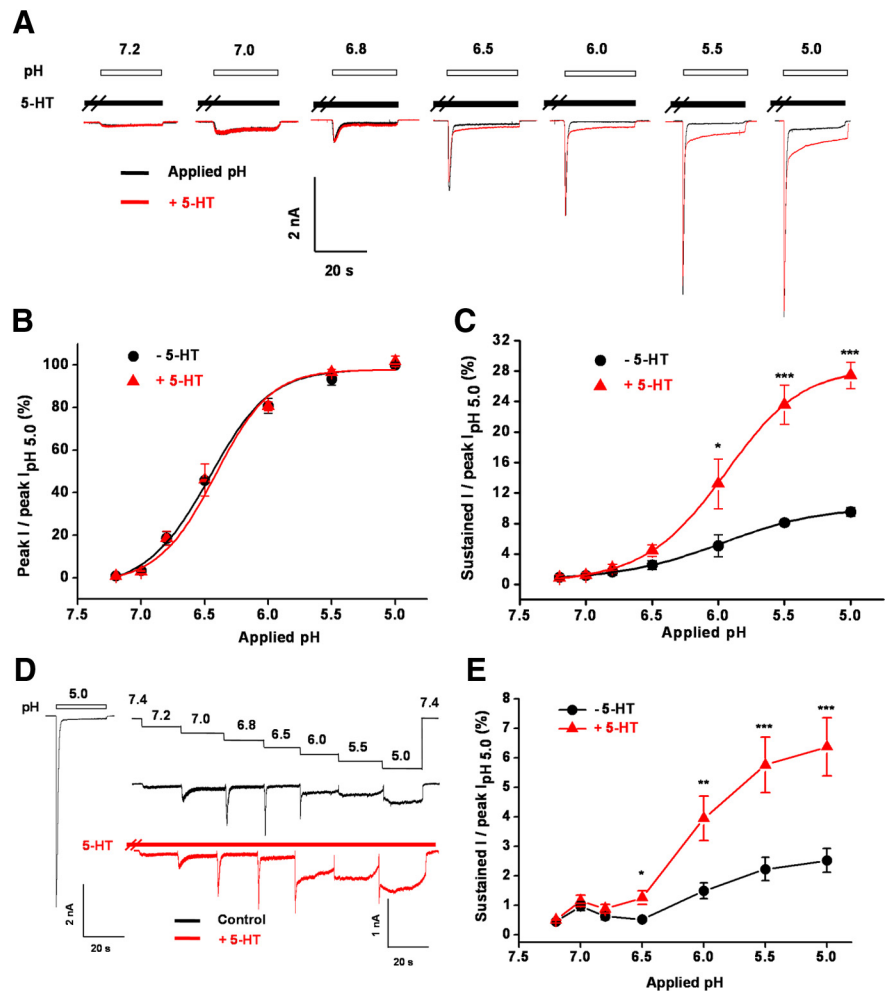 A
7.2 7.0 6.8 6.5 6.0 5.5 5.0
pH
5-HT
Applied pH
+ 5-HT
2 nA
20 s
B
- 5-HT
+ 5-HT
Peak I / peak IpH 5.0 (%)
100
80
60
40
20
0
7.5 7.0 6.5 6.0 5.5 5.0
Applied pH
C
- 5-HT
+ 5-HT
Sustained I / peak IpH 5.0 (%)
32
28
24
20
16
12
8
4
0
* *** ***
7.5 7.0 6.5 6.0 5.5 5.0
Applied pH
D
pH
5.0
7.4 7.2 7.0 6.8 6.5 6.0 5.5 5.0 7.4
5-HT
Control
+ 5-HT
2 nA
20 s
1 nA
20 s
E
- 5-HT
+ 5-HT
Sustained I / peak IpH 5.0 (%)
8
7
6
5
4
3
2
1
0
* ** *** ***
7.5 7.0 6.5 6.0 5.5 5.0
Applied pH